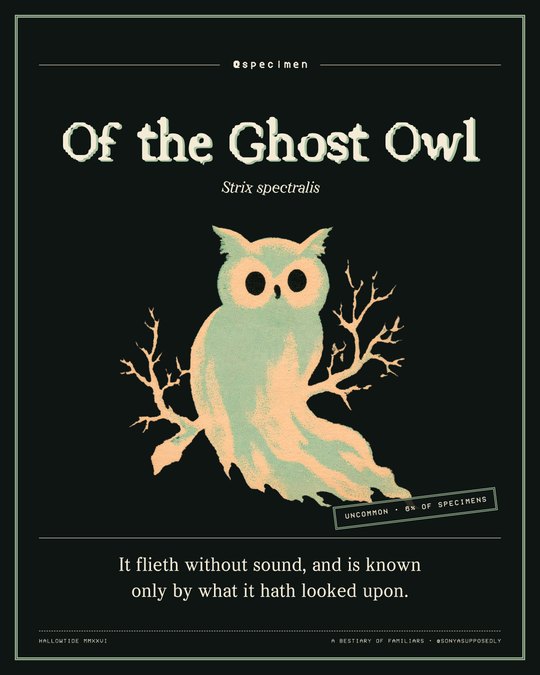 @specimen
Of the Ghost Owl
Strix spectralis
UNCOMMON · 6% OF SPECIMENS
It flieth without sound, and is known
only by what it hath looked upon.
HALLOWTIDE MMXXVI
A BESTIARY OF FAMILIARS · @SONYASUPPOSEDLY